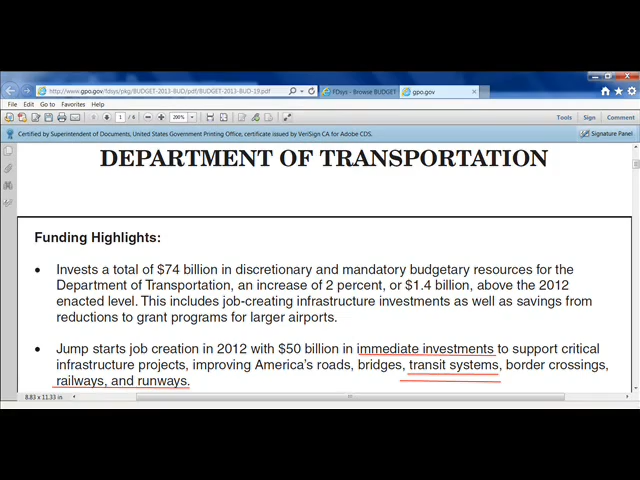 http://www.gpo.gov/fdsys/pkg/BUDGET-2013-BUD/pdf/BUDGET-2013-BUD-19.pdf
FDsys - Browse BUDGET
gpo.gov
File Edit Go to Favorites Help
1 / 8
200%
Tools Sign Comment
Certified by Superintendent of Documents, United States Government Printing Office, certificate issued by VeriSign CA for Adobe CDS.
Signature Panel
DEPARTMENT OF TRANSPORTATION
Funding Highlights:
• Invests a total of $74 billion in discretionary and mandatory budgetary resources for the
Department of Transportation, an increase of 2 percent, or $1.4 billion, above the 2012
enacted level. This includes job-creating infrastructure investments as well as savings from
reductions to grant programs for larger airports.
• Jump starts job creation in 2012 with $50 billion in immediate investments to support critical
infrastructure projects, improving America's roads, bridges, transit systems, border crossings,
railways, and runways.
8.83 x 11.33 in